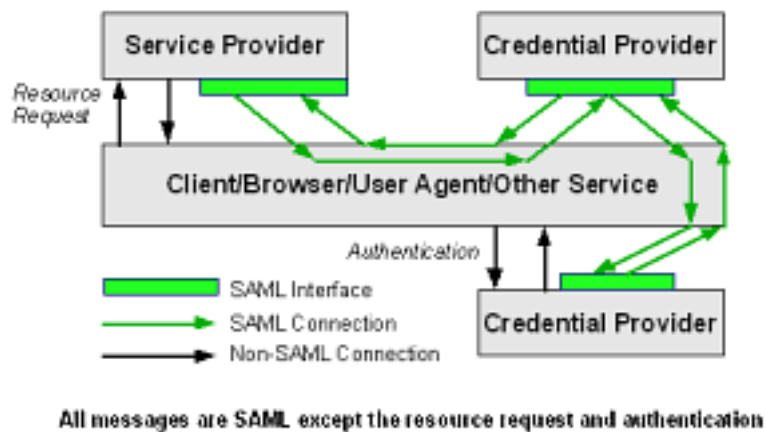 Service Provider
Credential Provider
Resource
Request
Client/Browser/User Agent/Other Service
Authentication
SAML Interface
Credential Provider
SAML Connection
Non-SAML Connection
All messages are SAML except the resource request and authentication